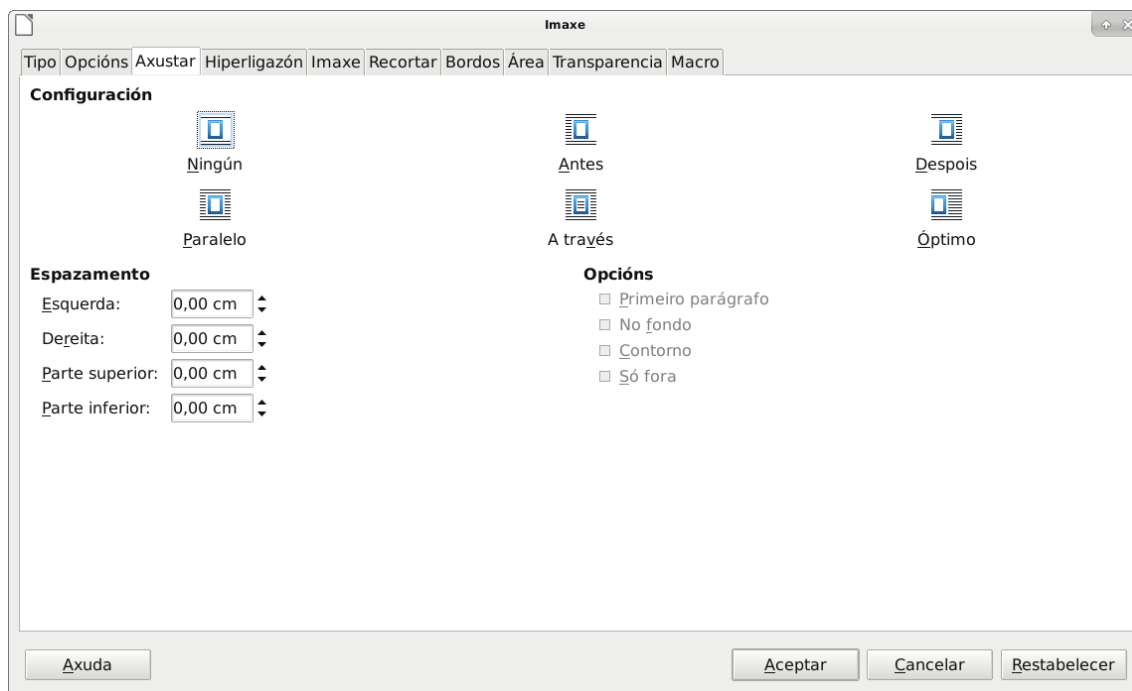 Imaxe
Tipo Opcións Axustar Hiperligazón Imaxe Recortar Bordos Área Transparencia Macro
Configuración
Ningún Antes Despois
Paralelo A través Óptimo
Espazamento
Esquerda: 0,00 cm
Dereita: 0,00 cm
Parte superior: 0,00 cm
Parte inferior: 0,00 cm
Opcións
Primeiro parágrafo
No fondo
Contorno
Só fora
Axuda Aceptar Cancelar Restabelecer